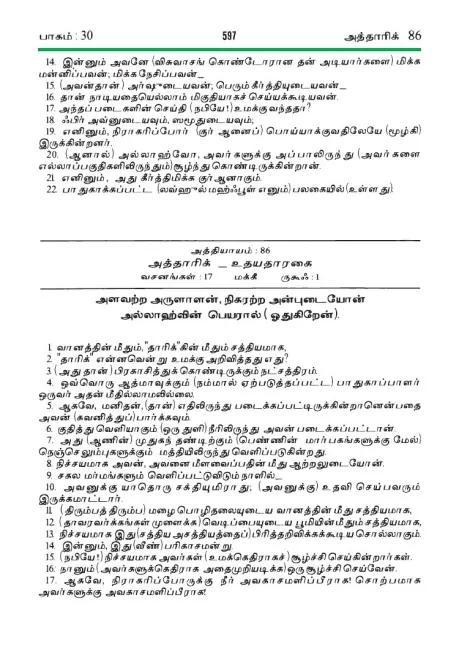 பாகம் : 30 597 அத்தாரிக் 86
14. இன்னும் அவனே (விசுவாசங் கொண்டோரான தன் அடியார்களை) மிக்க
மன்னிப்பவன்; மிக்க நேசிப்பவன் _
15. (அவன்தான்) அர்ஷுடையவன்; பெரும் கீர்த்தியுடையவன் _
16. தான் நாடியதையெல்லாம் மிகுதியாகச் செய்யக்கூடியவன்.
17. அந்தப்படைகளின் செய்தி (நபியே!) உமக்கு வந்ததா?
18. ஃபிர் அவ்னுடையவும், ஸமூதுடையவும்;
19. எனினும், நிராகரிப்போர் (குர் ஆனைப்) பொய்யாக்குவதிலேயே (மூழ்கி)
இருக்கின்றனர்.
20. (ஆனால்) அல்லாஹ்வோ, அவர் களுக்கு அப்பாலிருந்து (அவர் களை
எல்லாப்பகுதிகளிலிருந்தும்)சூழ்ந்து கொண்டிருக்கின்றான்.
21. எனினும், அது கீர்த்திமிக்க குர்ஆனாகும்.
22. பாதுகாக்கப்பட்ட (லவ்ஹுல் மஹ்ஃபூள் எனும்) பலகையில் (உள்ளது).
அத்தியாயம் : 86
அத்தாரிக் _ உதயதாரகை
வசனங்கள் : 17 மக்கீ ருகூஃ : 1
அளவற்ற அருளாளன், நிகரற்ற அன்புடையோன்
அல்லாஹ்வின் பெயரால் ( ஓதுகிறேன்).
1. வானத்தின் மீதும், "தாரிக்"கின் மீதும் சத்தியமாக,
2. "தாரிக்" என்னவென்று உமக்கு அறிவித்தது எது?
3. (அதுதான்) பிரகாசித்துக் கொண்டிருக்கும் நட்சத்திரம்.
4. ஒவ்வொரு ஆத்மாவுக்கும் (நம்மால் ஏற்படுத்தப்பட்ட) பாதுகாப்பாளர்
ஒருவர் அதன் மீதில்லாமலில்லை.
5. ஆகவே, மனிதன், (தான்) எதிலிருந்து படைக்கப்பட்டிருக்கிறானென்பதை
அவன் (கவனித்துப்)பார்க்கவும்.
6. குதித்து வெளியாகும் (ஒரு துளி) நீரிலிருந்து அவன் படைக்கப்பட்டான்.
7. அது (ஆணின்) முதுகந் தண்டிற்கும் (பெண்ணின் மார்பகங்களுக்கு மேல்)
நெஞ்செலும்புகளுக்கும் மத்தியிலிருந்து வெளிப்படுகின்றது.
8. நிச்சயமாக அவன், அவனை மீளவைப்பதின் மீது ஆற்றலுடையோன்.
9. சகல மர்மங்களும் வெளிப்பட்டுவிடும் நாளில் _
10. அவனுக்கு யாதொரு சக்தியுமிராது; (அவனுக்கு) உதவி செய்பவரும்
இருக்கமாட்டார்.
11. (திரும்பத்திரும்ப) மழை பொழிதலையுடைய வானத்தின் மீது சத்தியமாக,
12. (தாவரவர்க்கங்கள் முளைக்க)வெடிப்பையுடைய பூமியின்மீதும் சத்தியமாக,
13. நிச்சயமாக இது (சத்திய அசத்தியத்தைப்)பிரித்தறிவிக்கக்கூடிய சொல்லாகும்.
14. இன்னும், இது (வீண்)பரிகாசமன்று.
15. (நபியே!) நிச்சயமாக அவர்கள் (உமக்கெதிராகச்) சூழ்ச்சி செய்கின்றார்கள்.
16. நானும் (அவர்களுக்கெதிராக அதைமுறியடிக்க) ஒரு சூழ்ச்சி செய்வேன்.
17. ஆகவே, நிராகரிப்போருக்கு நீர் அவகாசமளிப்பீராக! சொற்பமாக
அவர்களுக்கு அவகாசமளிப்பீராக!